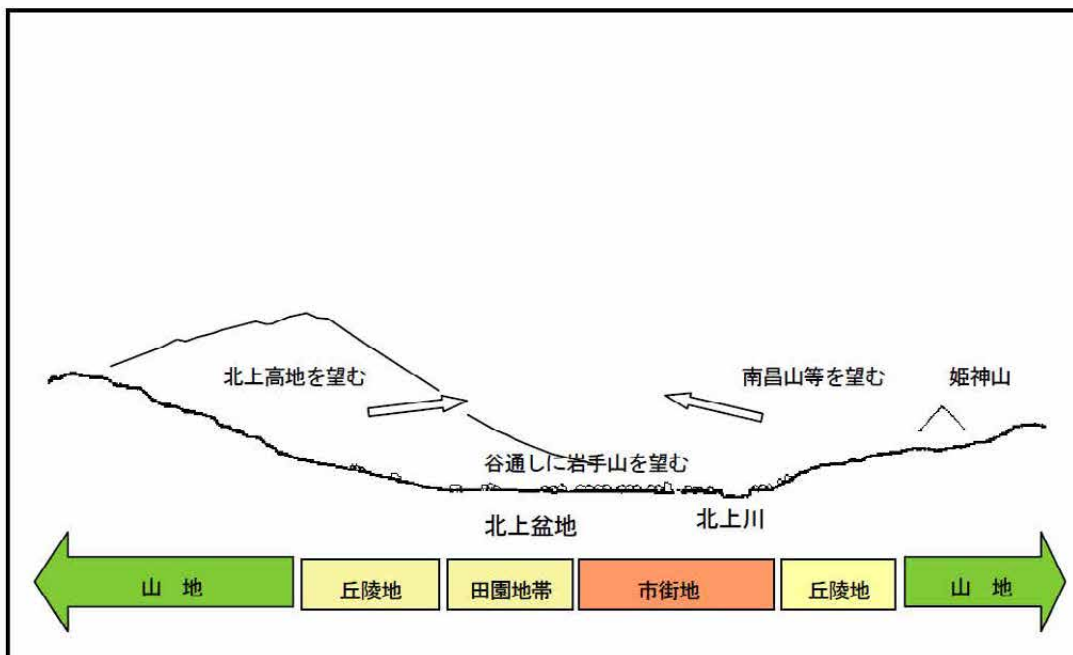 北上高地を望む
南昌山等を望む
姫神山
谷通しに岩手山を望む
北上盆地
北上川
山 地
丘陵地
田園地帯
市街地
丘陵地
山 地